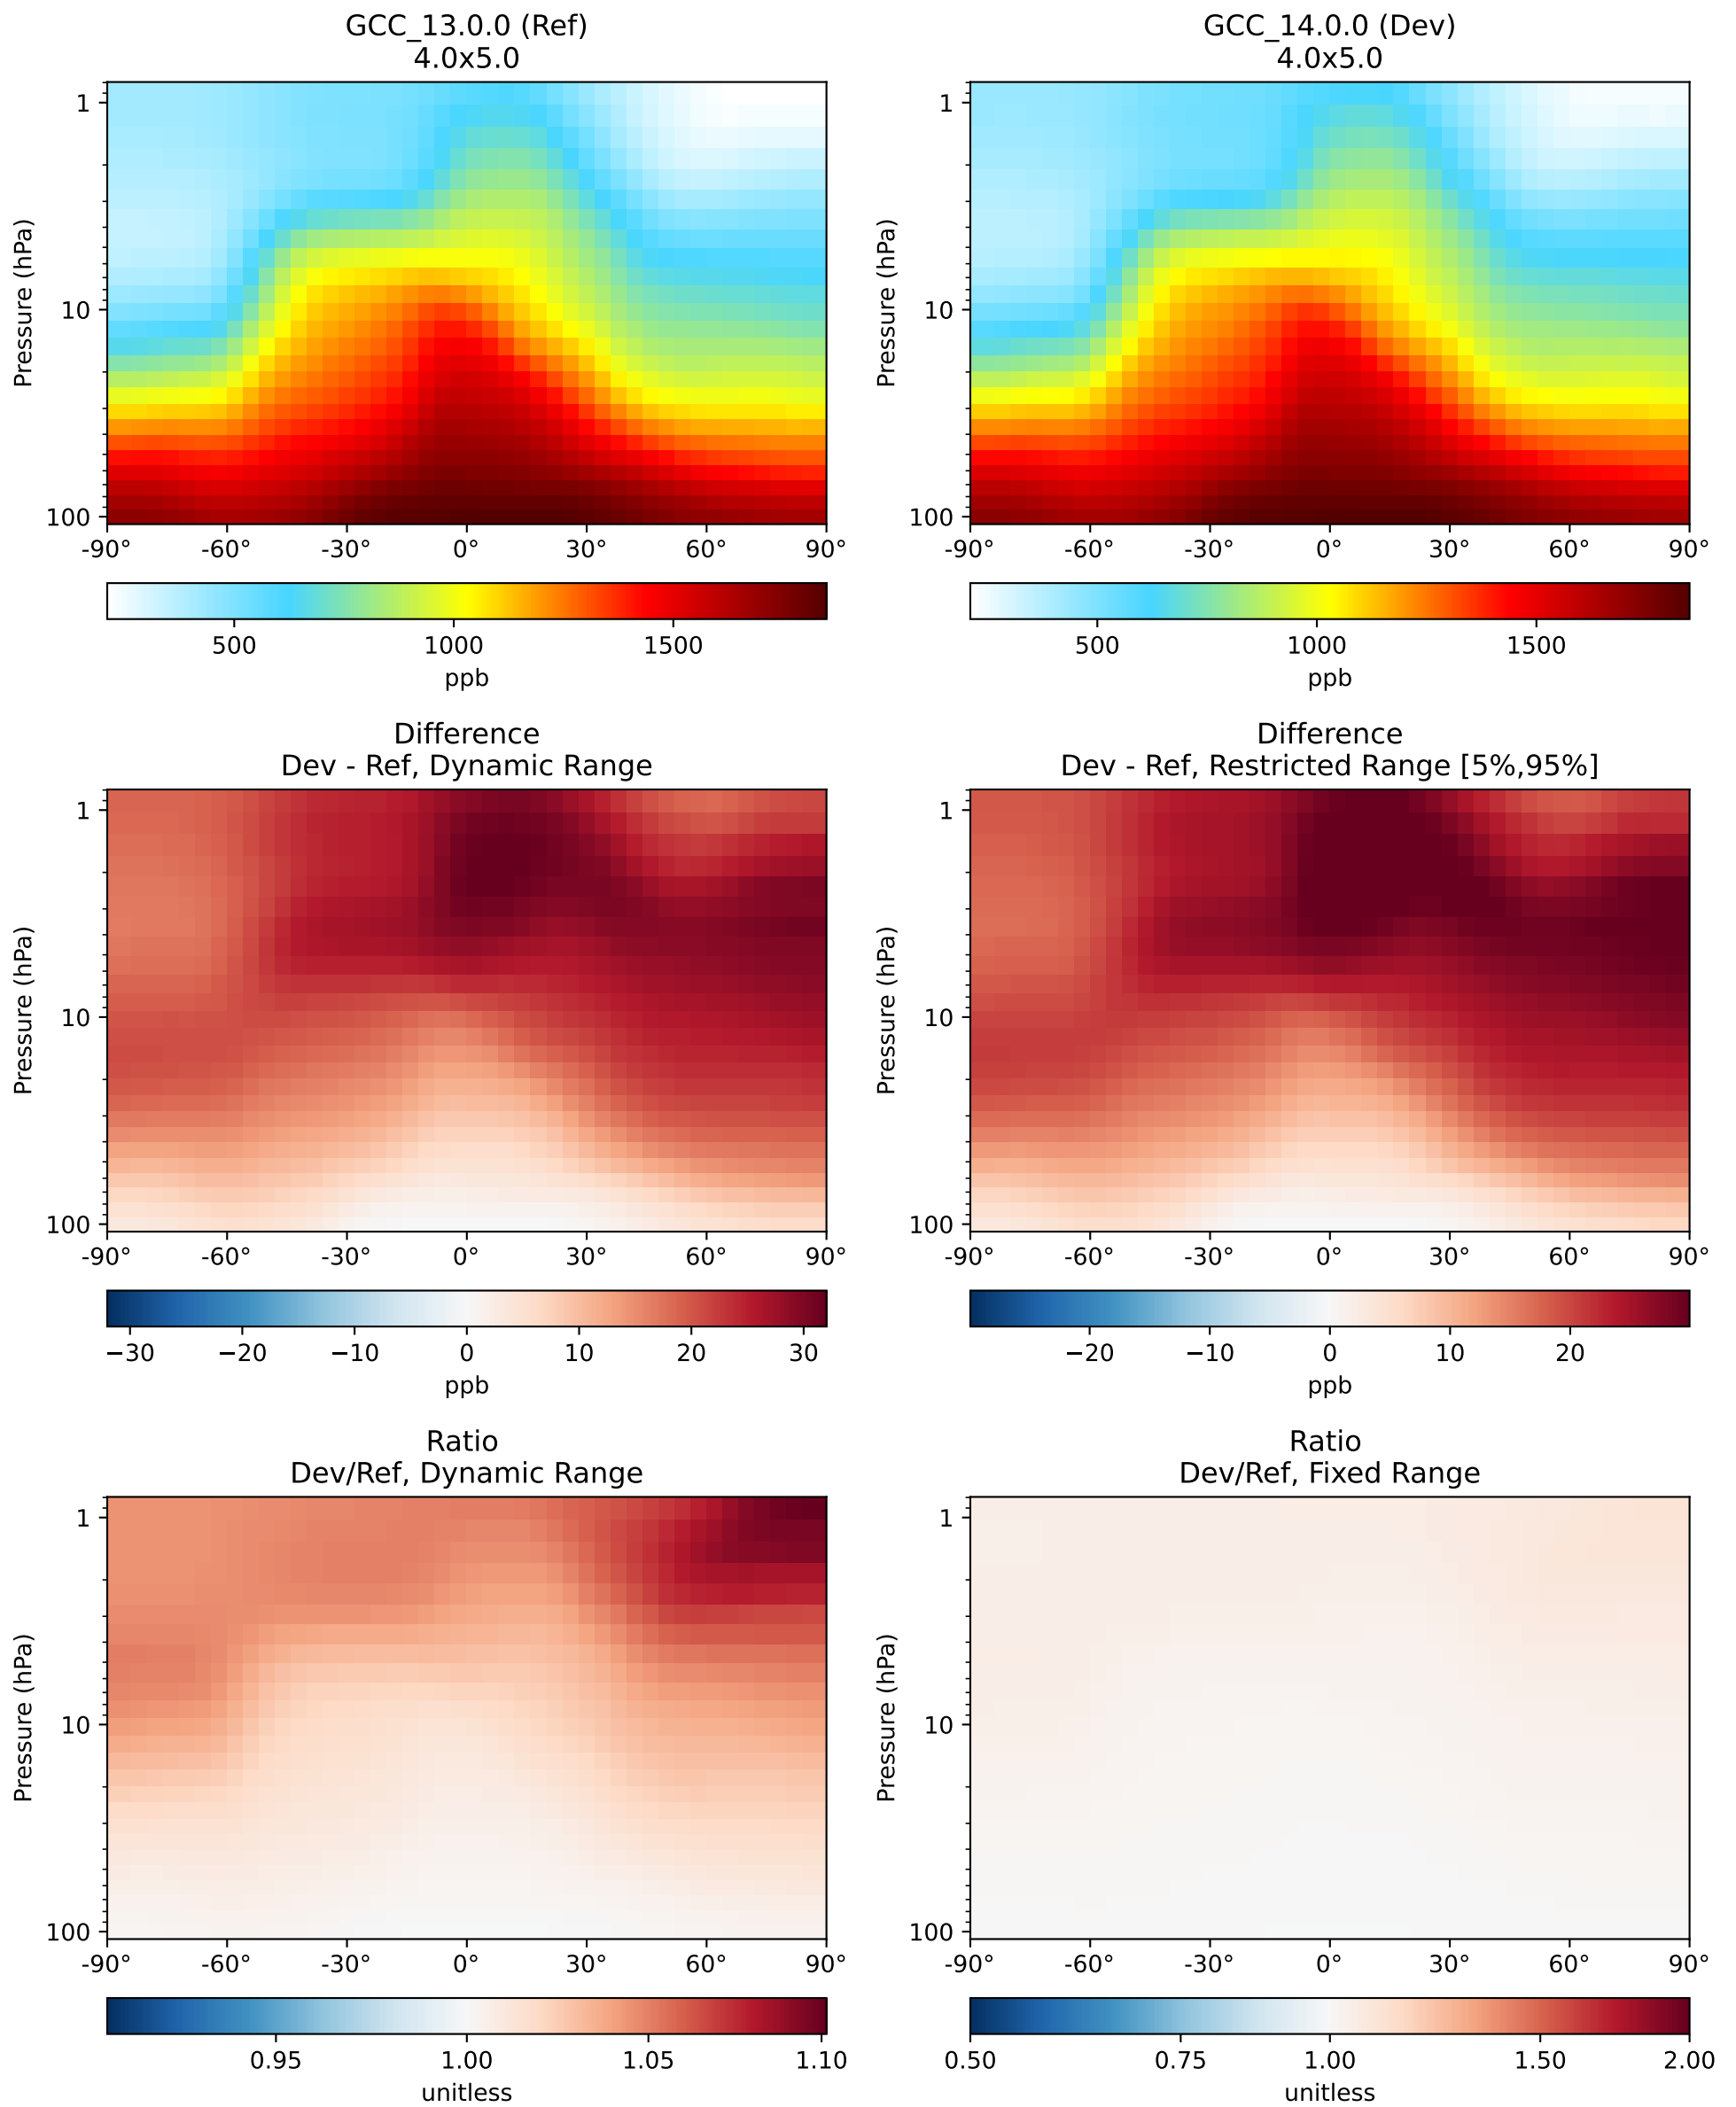 GCC_13.0.0 (Ref)
4.0x5.0
Pressure (hPa)
1
10
100
-90° -60° -30° 0° 30° 60° 90°
500 1000 1500
ppb
GCC_14.0.0 (Dev)
4.0x5.0
Pressure (hPa)
1
10
100
-90° -60° -30° 0° 30° 60° 90°
500 1000 1500
ppb
Difference
Dev - Ref, Dynamic Range
Pressure (hPa)
1
10
100
-90° -60° -30° 0° 30° 60° 90°
−30 −20 −10 0 10 20 30
ppb
Difference
Dev - Ref, Restricted Range [5%,95%]
Pressure (hPa)
1
10
100
-90° -60° -30° 0° 30° 60° 90°
−20 −10 0 10 20
ppb
Ratio
Dev/Ref, Dynamic Range
Pressure (hPa)
1
10
100
-90° -60° -30° 0° 30° 60° 90°
0.95 1.00 1.05 1.10
unitless
Ratio
Dev/Ref, Fixed Range
Pressure (hPa)
1
10
100
-90° -60° -30° 0° 30° 60° 90°
0.50 0.75 1.00 1.50 2.00
unitless